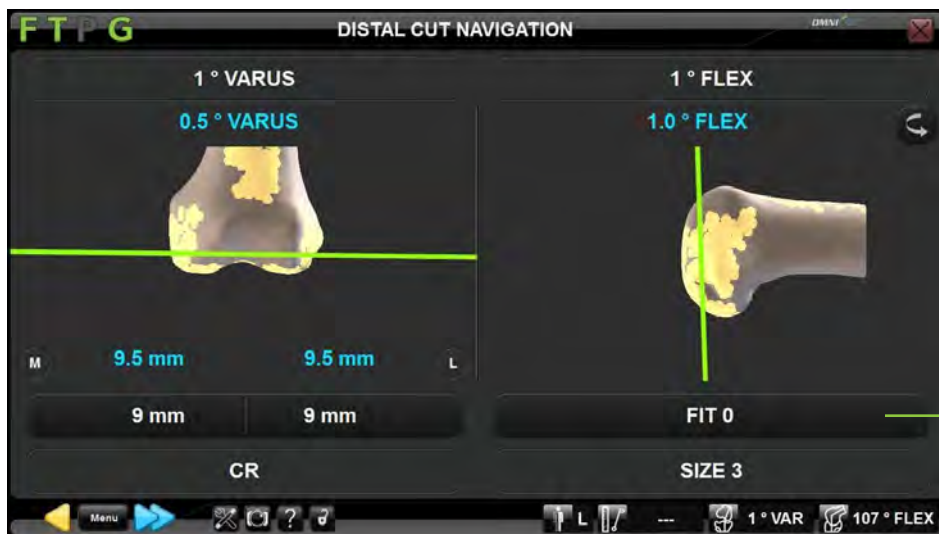 F T P G
DISTAL CUT NAVIGATION
OMNI
1 ° VARUS
1 ° FLEX
0.5 ° VARUS
1.0 ° FLEX
M
9.5 mm
9.5 mm
L
9 mm
9 mm
FIT 0
CR
SIZE 3
Menu
?
L
---
1 ° VAR
107 ° FLEX